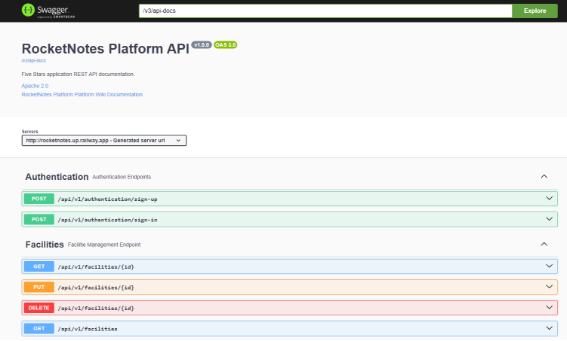 Swagger
Supported by SMARTBEAR
/v3/api-docs
Explore
RocketNotes Platform API v1.0.0 OAS 3.0
/v3/api-docs
Five Stars application REST API documentation.
Apache 2.0
RocketNotes Platform Platform Wiki Documentation
Servers
http://rocketnotes.up.railway.app - Generated server url
Authentication Authentication Endpoints
POST /api/v1/authentication/sign-up
POST /api/v1/authentication/sign-in
Facilities Facilitie Management Endpoint
GET /api/v1/facilities/{id}
PUT /api/v1/facilities/{id}
DELETE /api/v1/facilities/{id}
GET /api/v1/facilities